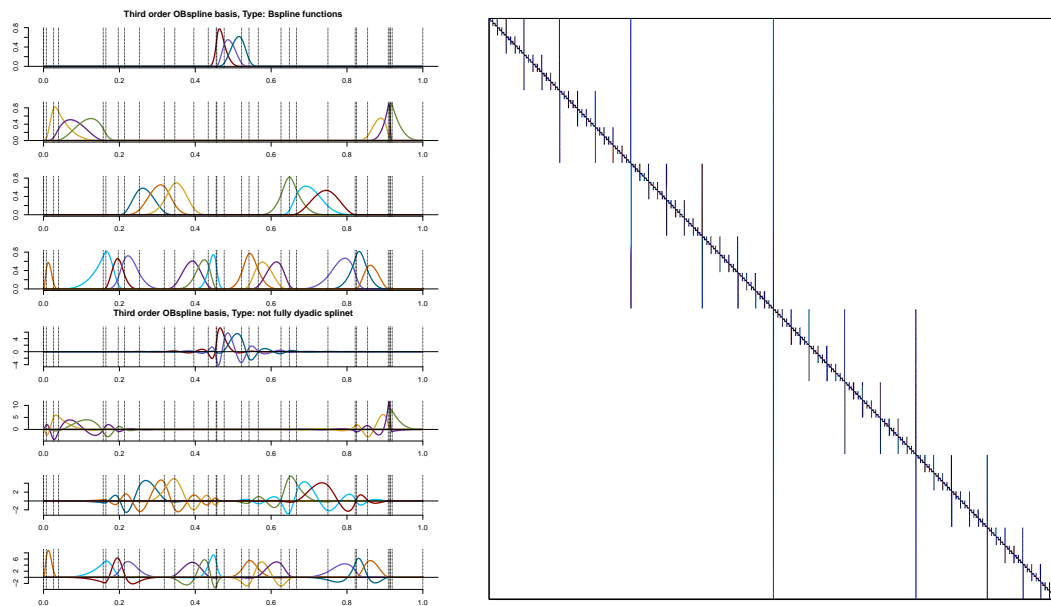 Third order OBspline basis, Type: Bspline functions
0.0 0.4 0.8
0.0 0.2 0.4 0.6 0.8 1.0
0.0 0.4 0.8
0.0 0.2 0.4 0.6 0.8 1.0
0.0 0.4 0.8
0.0 0.2 0.4 0.6 0.8 1.0
0.0 0.4 0.8
0.0 0.2 0.4 0.6 0.8 1.0
Third order OBspline basis, Type: not fully dyadic splinet
-4 0 4
0.0 0.2 0.4 0.6 0.8 1.0
0 5 10
0.0 0.2 0.4 0.6 0.8 1.0
-2 2
0.0 0.2 0.4 0.6 0.8 1.0
-2 2 6
0.0 0.2 0.4 0.6 0.8 1.0